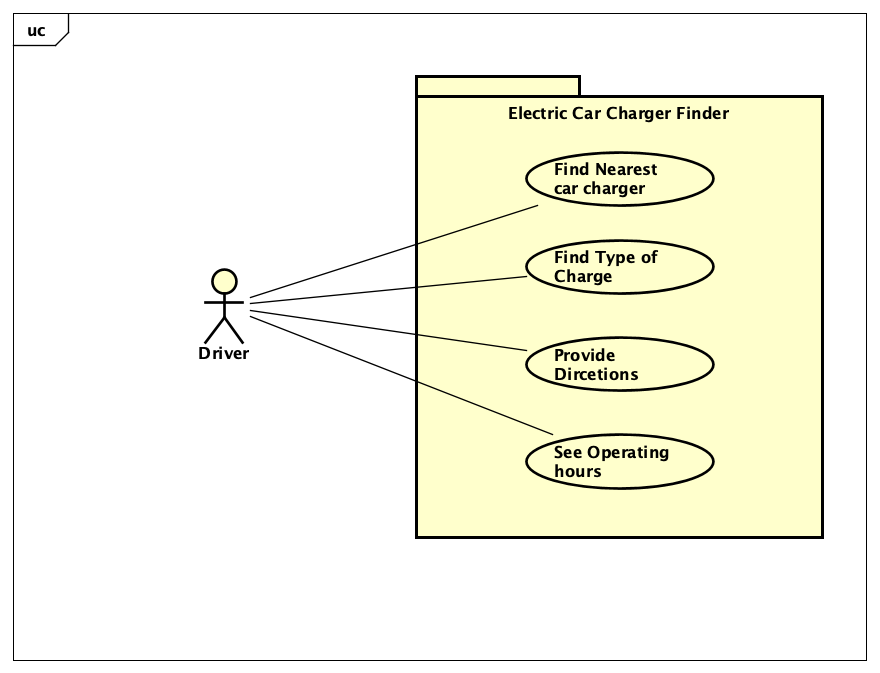 uc
Electric Car Charger Finder
Find Nearest
car charger
Find Type of
Charge
Driver
Provide
Dircetions
See Operating
hours